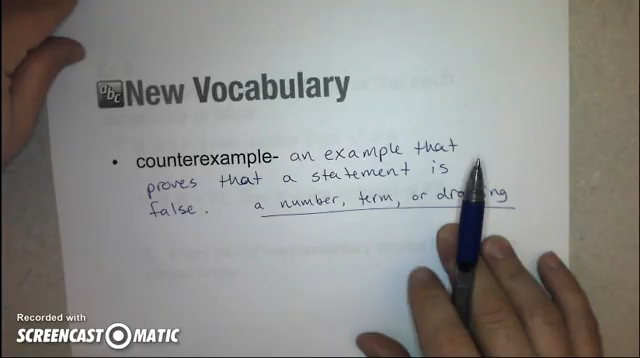 abc New Vocabulary
• counterexample- an example that
proves that a statement is
false. a number, term, or drawing
Recorded with
SCREENCAST O MATIC